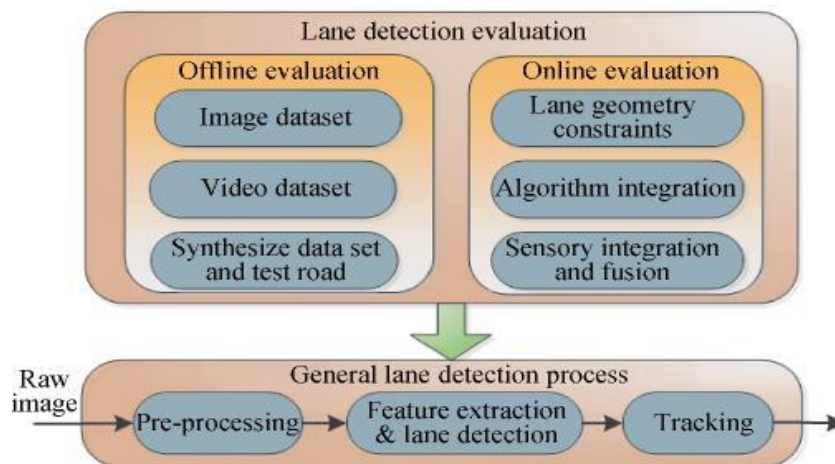 Lane detection evaluation
Offline evaluation
Image dataset
Video dataset
Synthesize data set
and test road
Online evaluation
Lane geometry
constraints
Algorithm integration
Sensory integration
and fusion
General lane detection process
Raw
image
Pre-processing
Feature extraction
& lane detection
Tracking